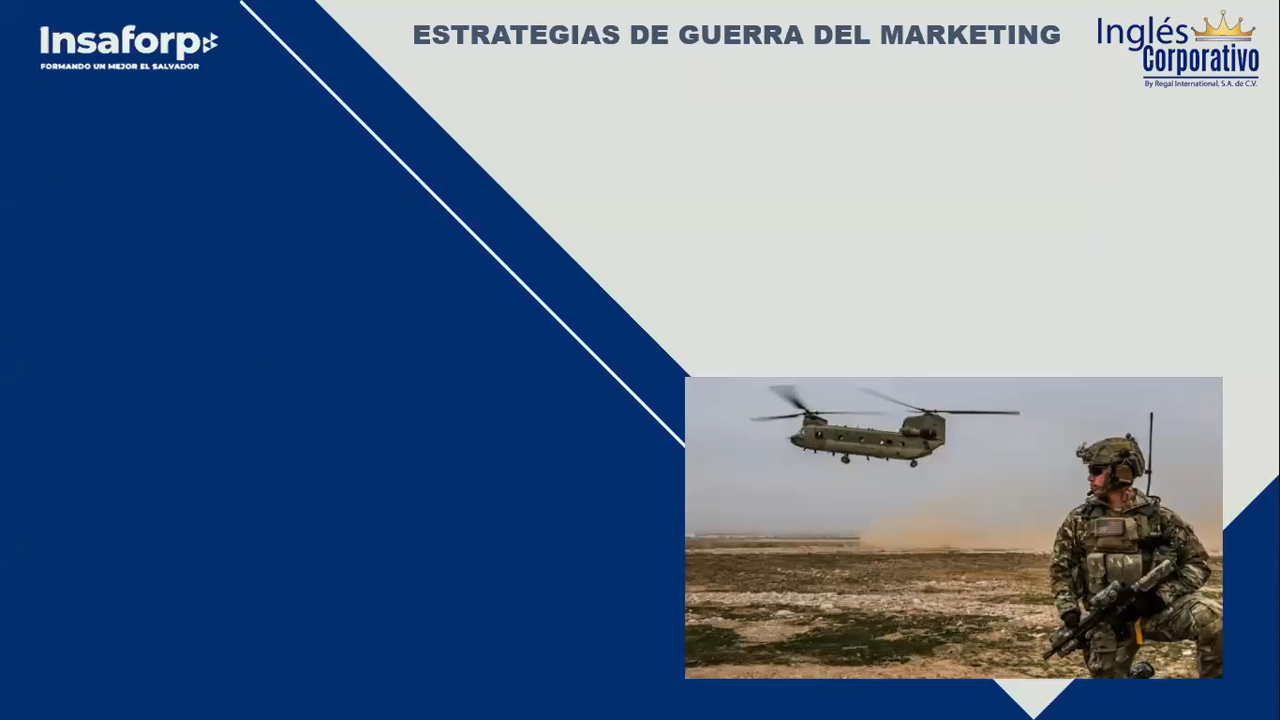 Insaforp
FORMANDO UN MEJOR EL SALVADOR
ESTRATEGIAS DE GUERRA DEL MARKETING
Inglés
Corporativo
By Regal International, S.A. de C.V.